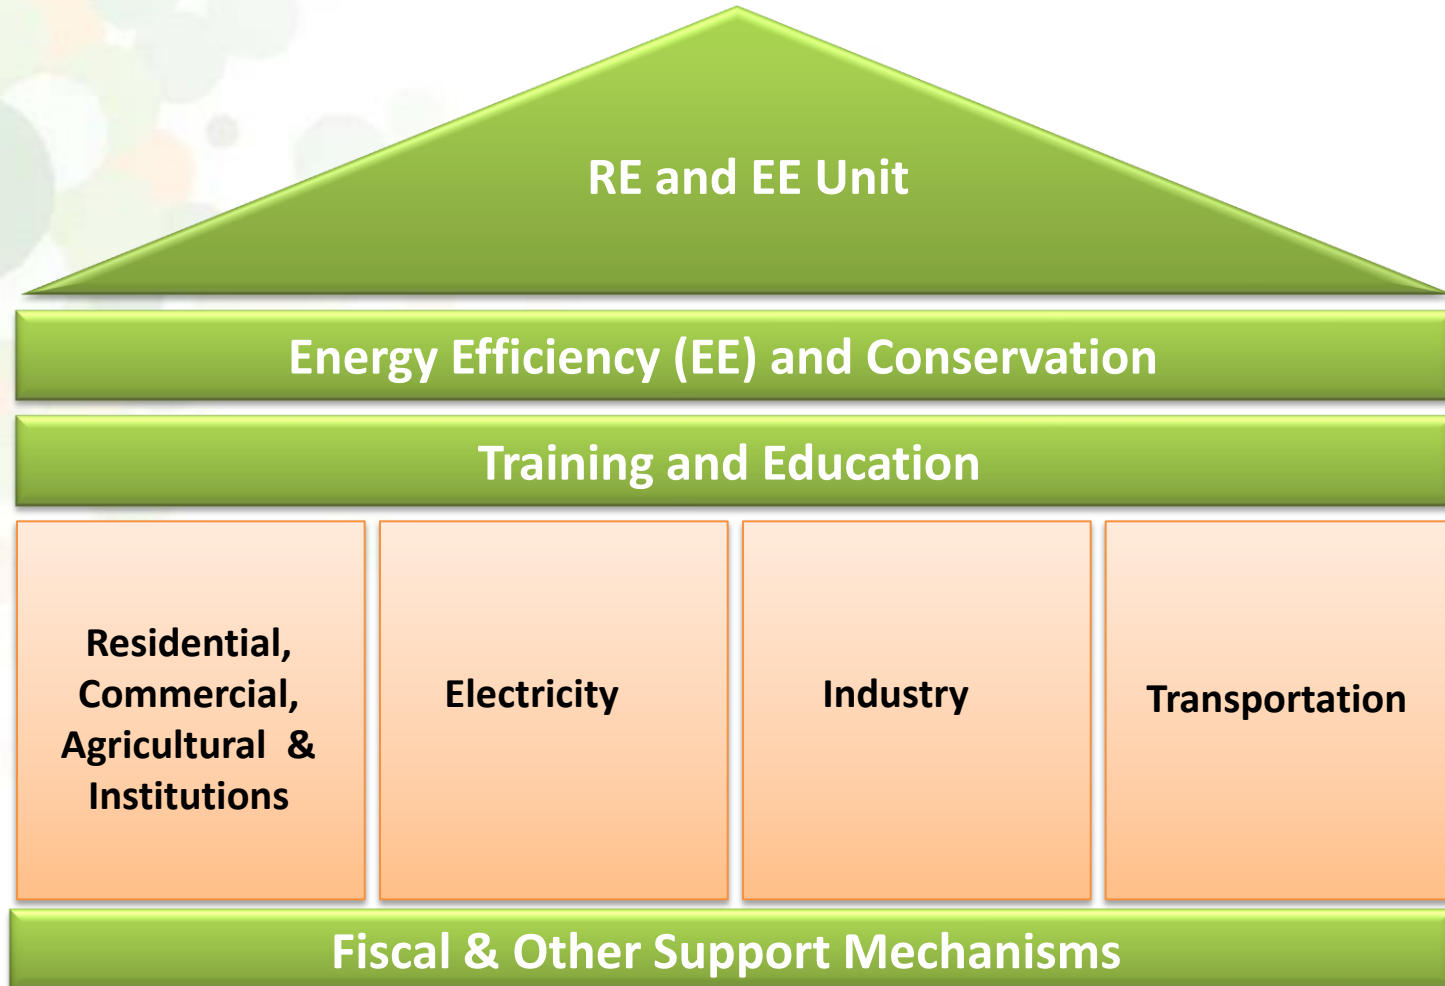 RE and EE Unit
Energy Efficiency (EE) and Conservation
Training and Education
Residential,
Commercial,
Agricultural &
Institutions
Electricity
Industry
Transportation
Fiscal & Other Support Mechanisms